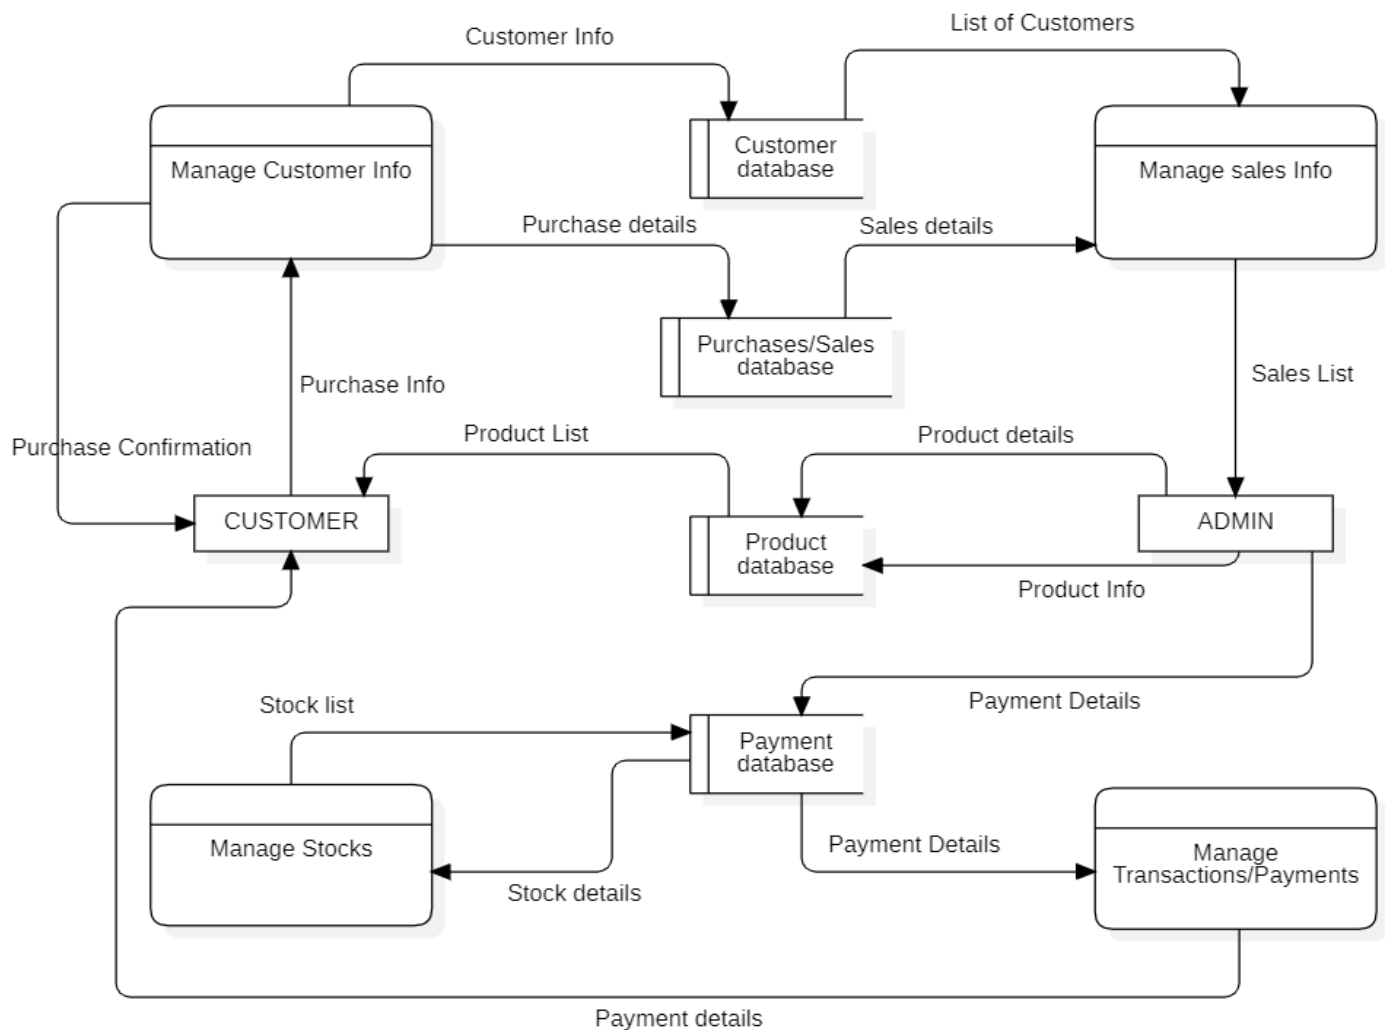 Customer Info
List of Customers
Manage Customer Info
Customer
database
Manage sales Info
Purchase details
Sales details
Purchases/Sales
database
Purchase Info
Sales List
Purchase Confirmation
Product List
Product details
CUSTOMER
ADMIN
Product
database
Product Info
Stock list
Payment Details
Payment
database
Manage Stocks
Payment Details
Manage
Transactions/Payments
Stock details
Payment details